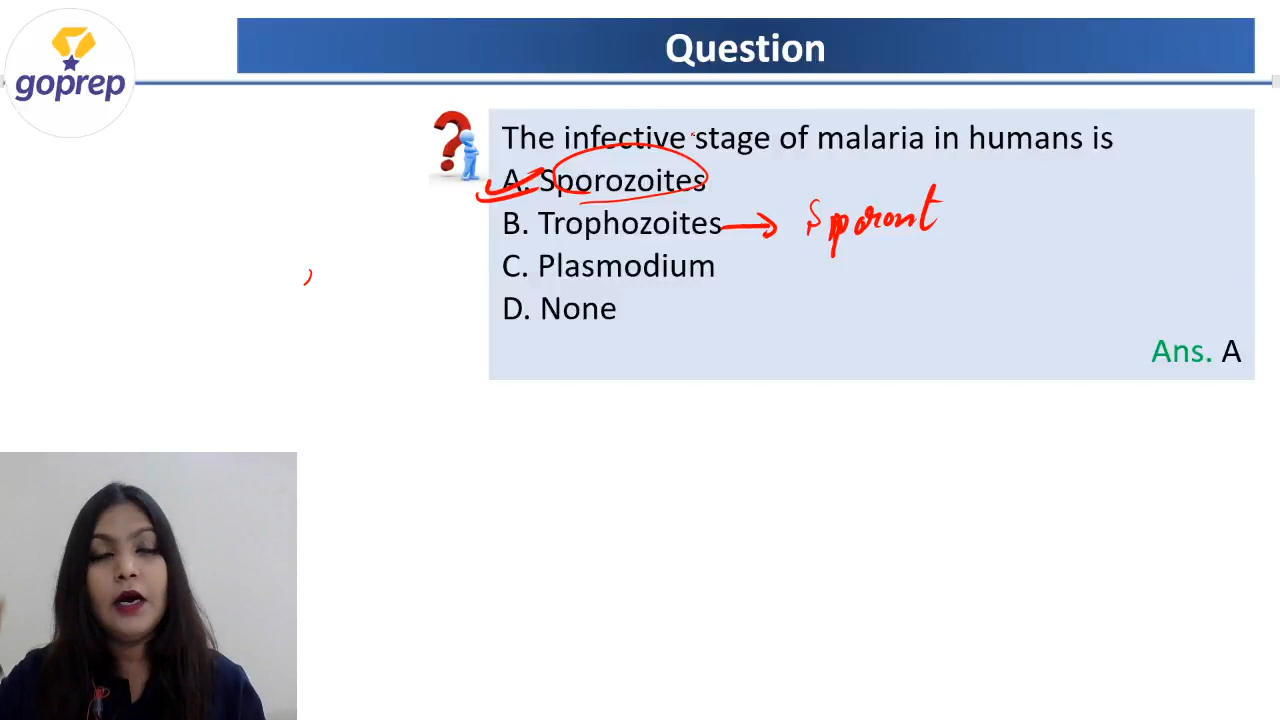 goprep
Question
The infective stage of malaria in humans is
A. Sporozoites
B. Trophozoites → Sporont
C. Plasmodium
D. None
Ans. A